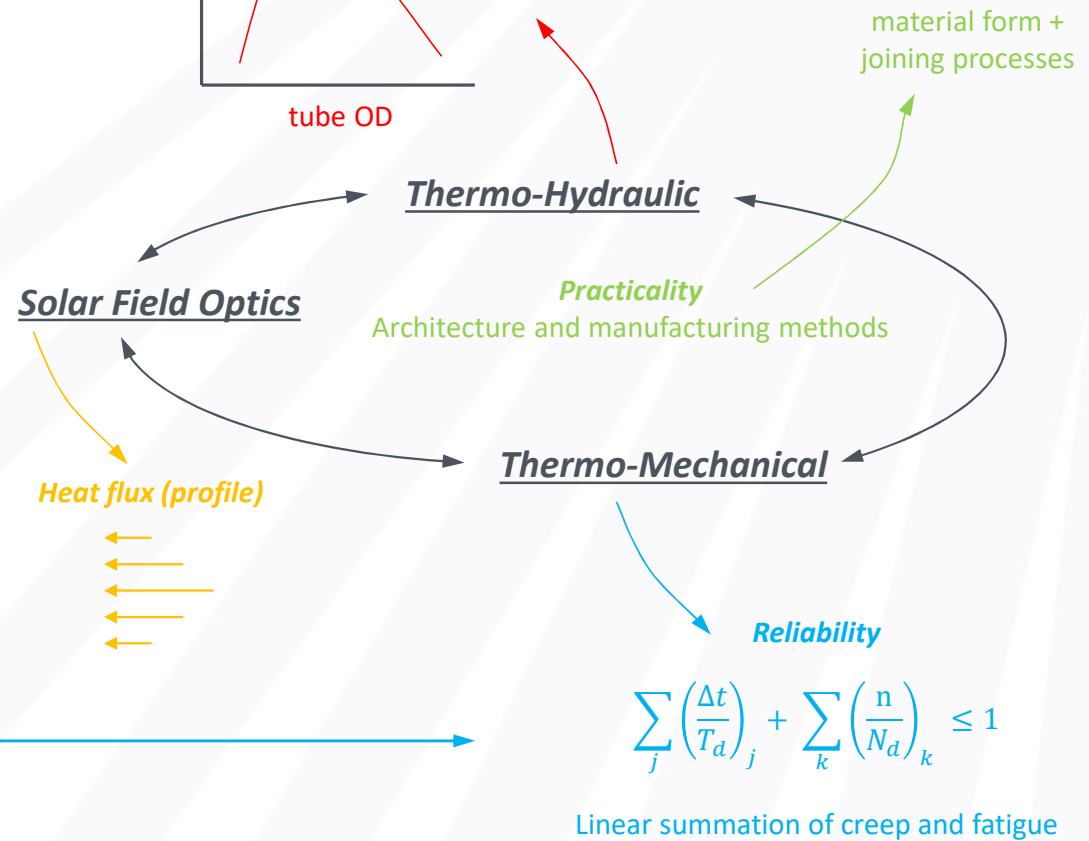 material form +
joining processes
tube OD
Thermo-Hydraulic
Solar Field Optics
Practicality
Architecture and manufacturing methods
Thermo-Mechanical
Heat flux (profile)
Reliability
∑_j (Δt/T_d)_j + ∑_k (n/N_d)_k ≤ 1
Linear summation of creep and fatigue